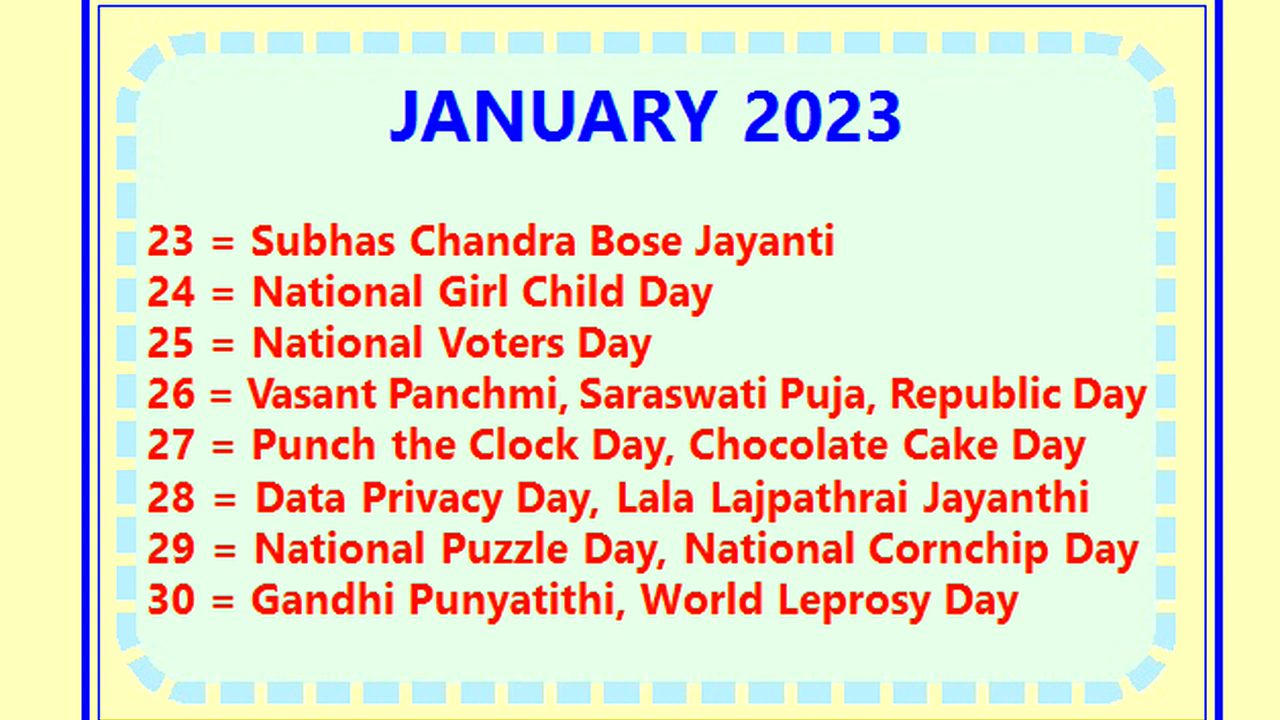 JANUARY 2023
23 = Subhas Chandra Bose Jayanti
24 = National Girl Child Day
25 = National Voters Day
26 = Vasant Panchmi, Saraswati Puja, Republic Day
27 = Punch the Clock Day, Chocolate Cake Day
28 = Data Privacy Day, Lala Lajpathrai Jayanthi
29 = National Puzzle Day, National Cornchip Day
30 = Gandhi Punyatithi, World Leprosy Day